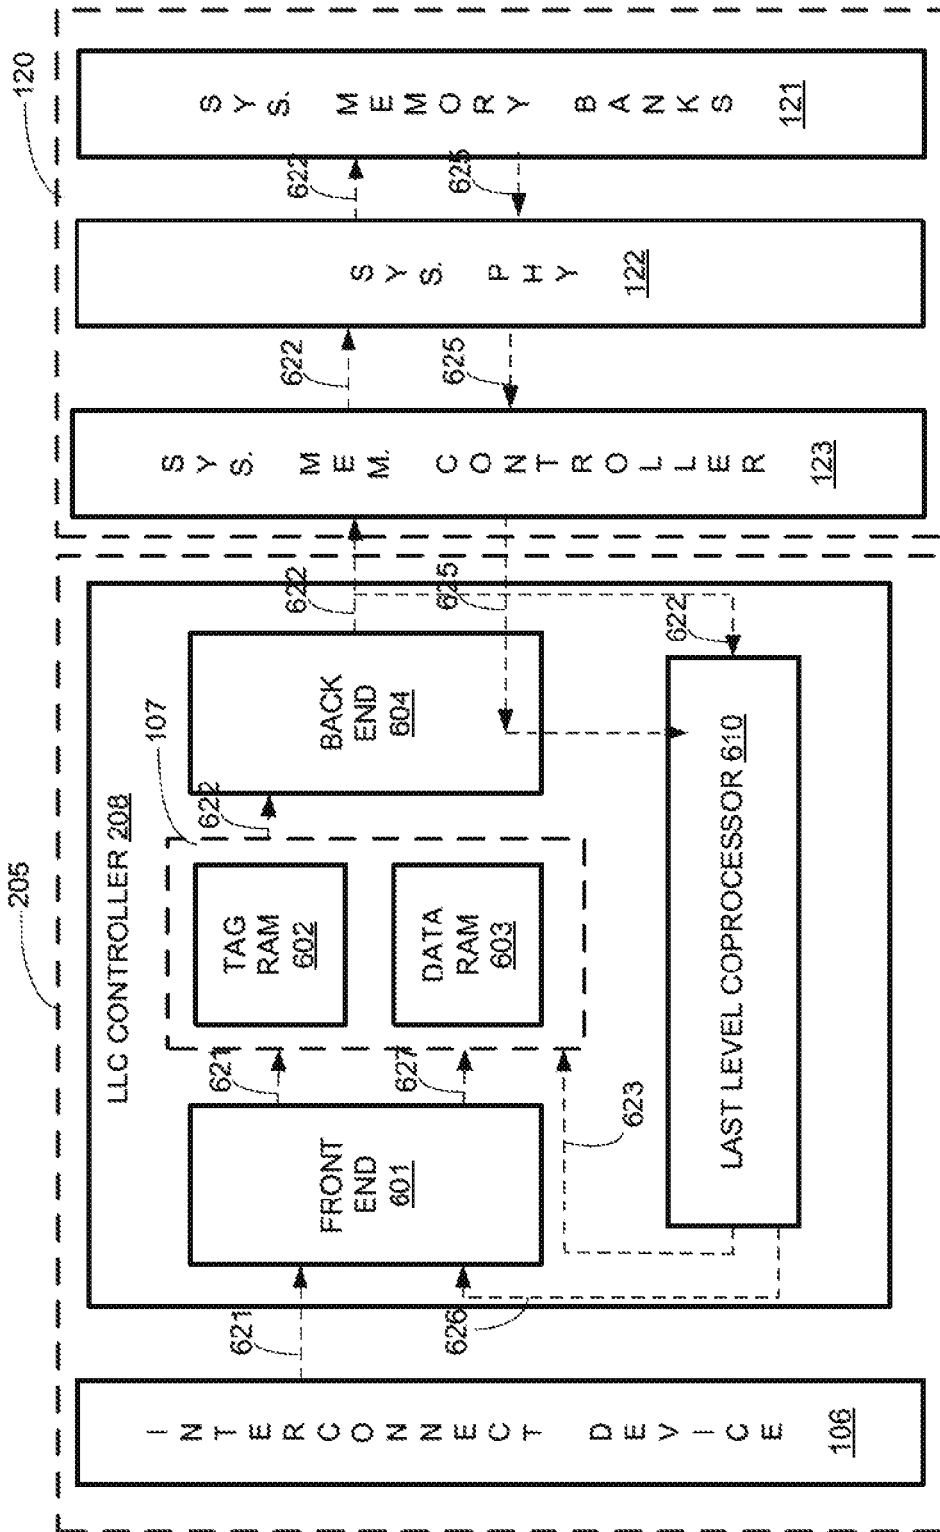 205
120
LLC CONTROLLER 208
107
INTERCONNECT DEVICE
106
621
FRONT
END
601
621
627
TAG
RAM
602
DATA
RAM
603
622
BACK
END
604
622
625
SYS. MEM. CONTROLLER
123
622
625
SYS. PHY
122
622
625
SYS. MEMORY BANKS
121
626
623
622
LAST LEVEL COPROCESSOR 610